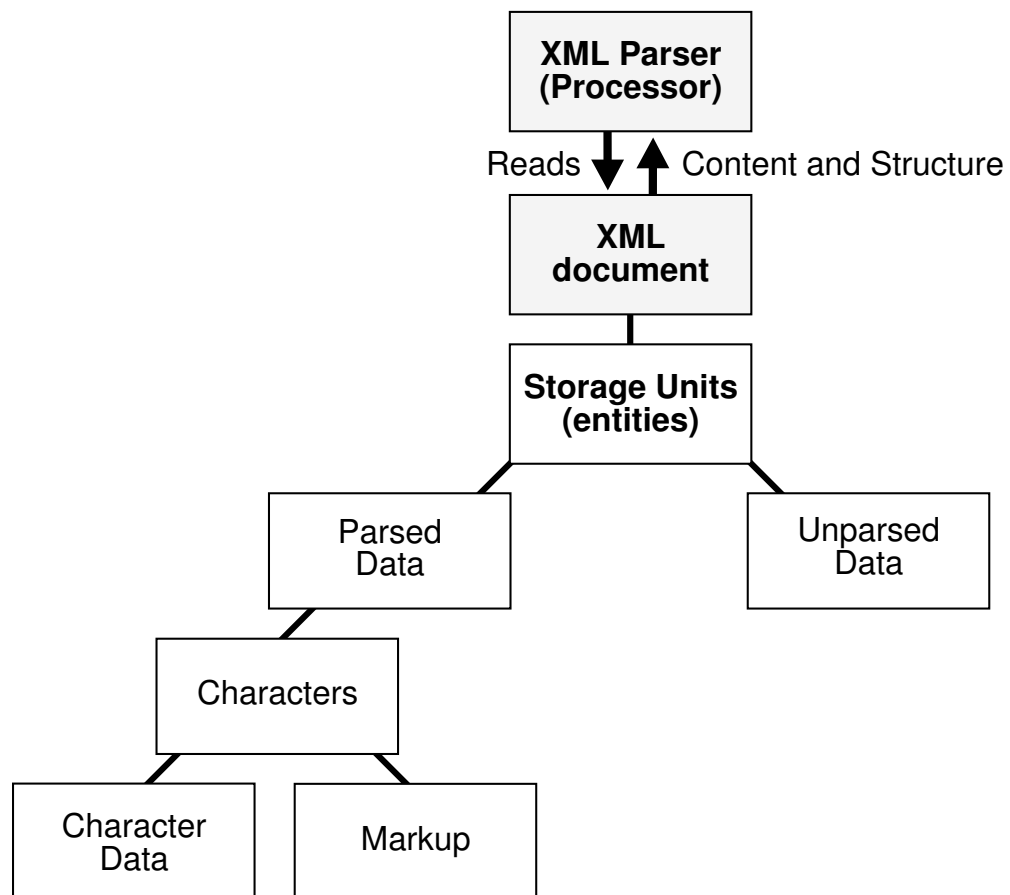 XML Parser
(Processor)
Reads
Content and Structure
XML
document
Storage Units
(entities)
Parsed
Data
Unparsed
Data
Characters
Character
Data
Markup